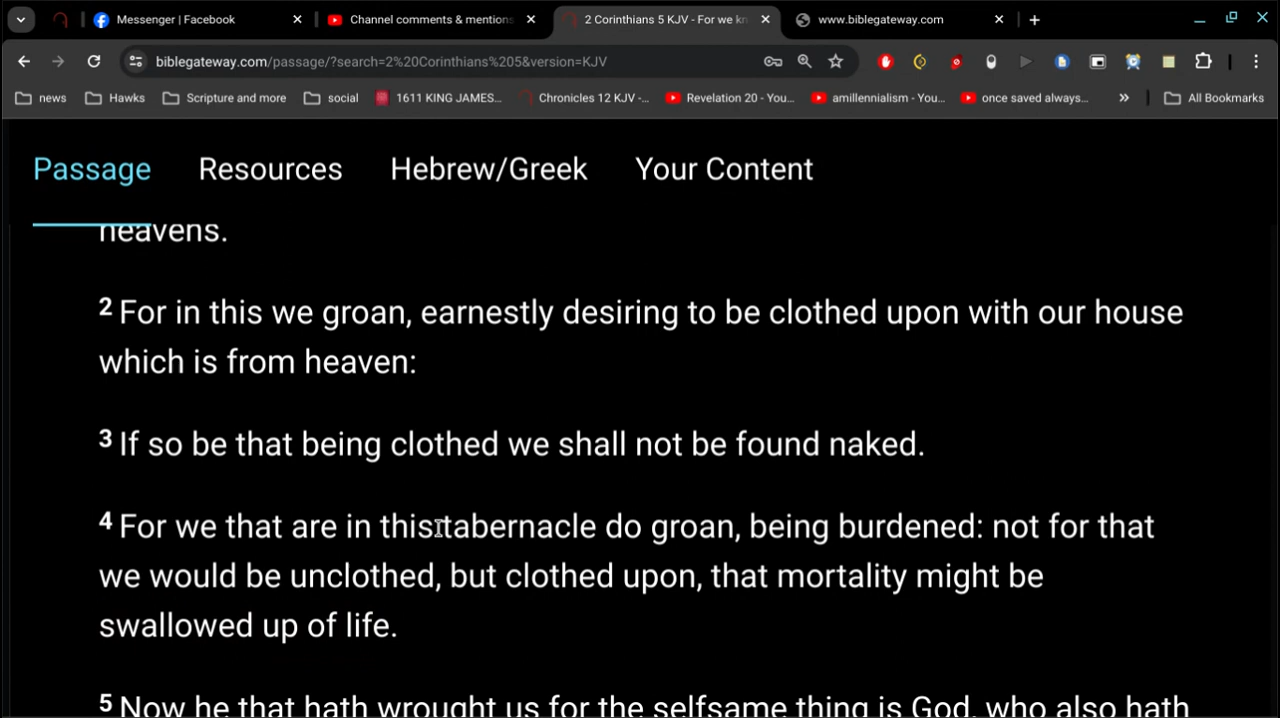 Messenger | Facebook
Channel comments & mentions
2 Corinthians 5 KJV - For we kn
www.biblegateway.com
biblegateway.com/passage/?search=2%20Corinthians%205&version=KJV
news
Hawks
Scripture and more
social
1611 KING JAMES...
Chronicles 12 KJV -...
Revelation 20 - You...
amillennialism - You...
once saved always...
All Bookmarks
Passage
Resources
Hebrew/Greek
Your Content
heavens.
2 For in this we groan, earnestly desiring to be clothed upon with our house
which is from heaven:
3 If so be that being clothed we shall not be found naked.
4 For we that are in this tabernacle do groan, being burdened: not for that
we would be unclothed, but clothed upon, that mortality might be
swallowed up of life.
5 Now he that hath wrought us for the selfsame thing is God, who also hath